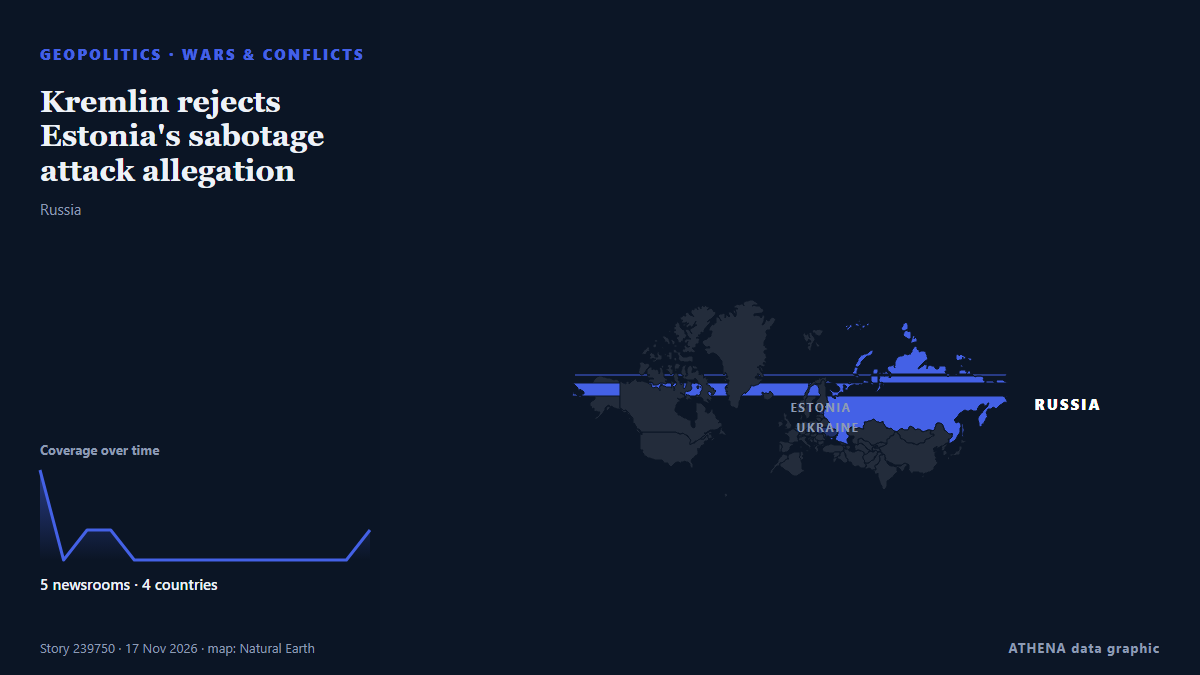 GEOPOLITICS · WARS & CONFLICTS
Kremlin rejects
Estonia's sabotage
attack allegation
Russia
ESTONIA
UKRAINE
RUSSIA
Coverage over time
5 newsrooms · 4 countries
Story 239750 · 17 Nov 2026 · map: Natural Earth
ATHENA data graphic